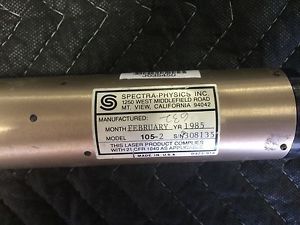 SPECTRA-PHYSICS INC.
1250 WEST MIDDLEFIELD ROAD
MT. VIEW, CALIFORNIA 94042
MANUFACTURED:
MONTH FEBRUARY YR 1985
MODEL 105-2 S/N 308135
THIS LASER PRODUCT COMPLIES
WITH 21 CFR 1040 AS APPLICABLE
MADE IN U.S.A.